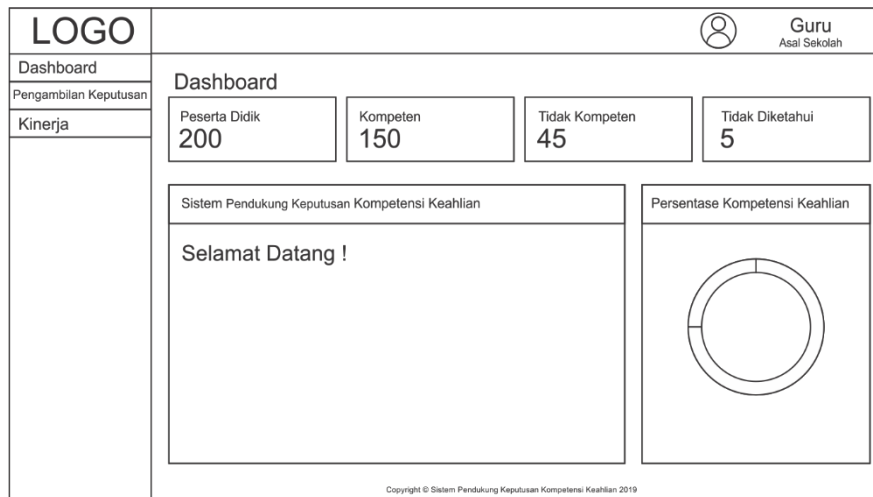 LOGO
Guru
Asal Sekolah
Dashboard
Pengambilan Keputusan
Kinerja
Dashboard
Peserta Didik
200
Kompeten
150
Tidak Kompeten
45
Tidak Diketahui
5
Sistem Pendukung Keputusan Kompetensi Keahlian
Selamat Datang !
Persentase Kompetensi Keahlian
Copyright © Sistem Pendukung Keputusan Kompetensi Keahlian 2019